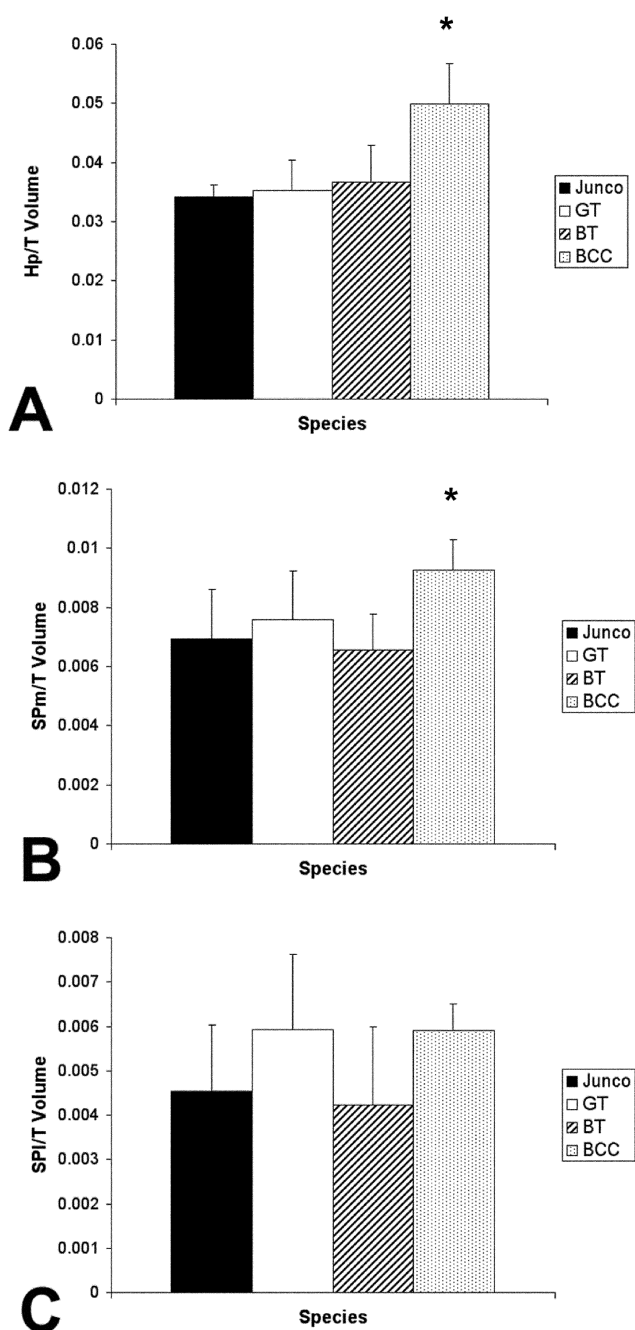 *
0.06
0.05
0.04
0.03
0.02
0.01
0
Hp/T Volume
Species
Junco
GT
BT
BCC
A
*
0.012
0.01
0.008
0.006
0.004
0.002
0
SPm/T Volume
Species
Junco
GT
BT
BCC
B
0.008
0.007
0.006
0.005
0.004
0.003
0.002
0.001
0
SPl/T Volume
Species
Junco
GT
BT
BCC
C